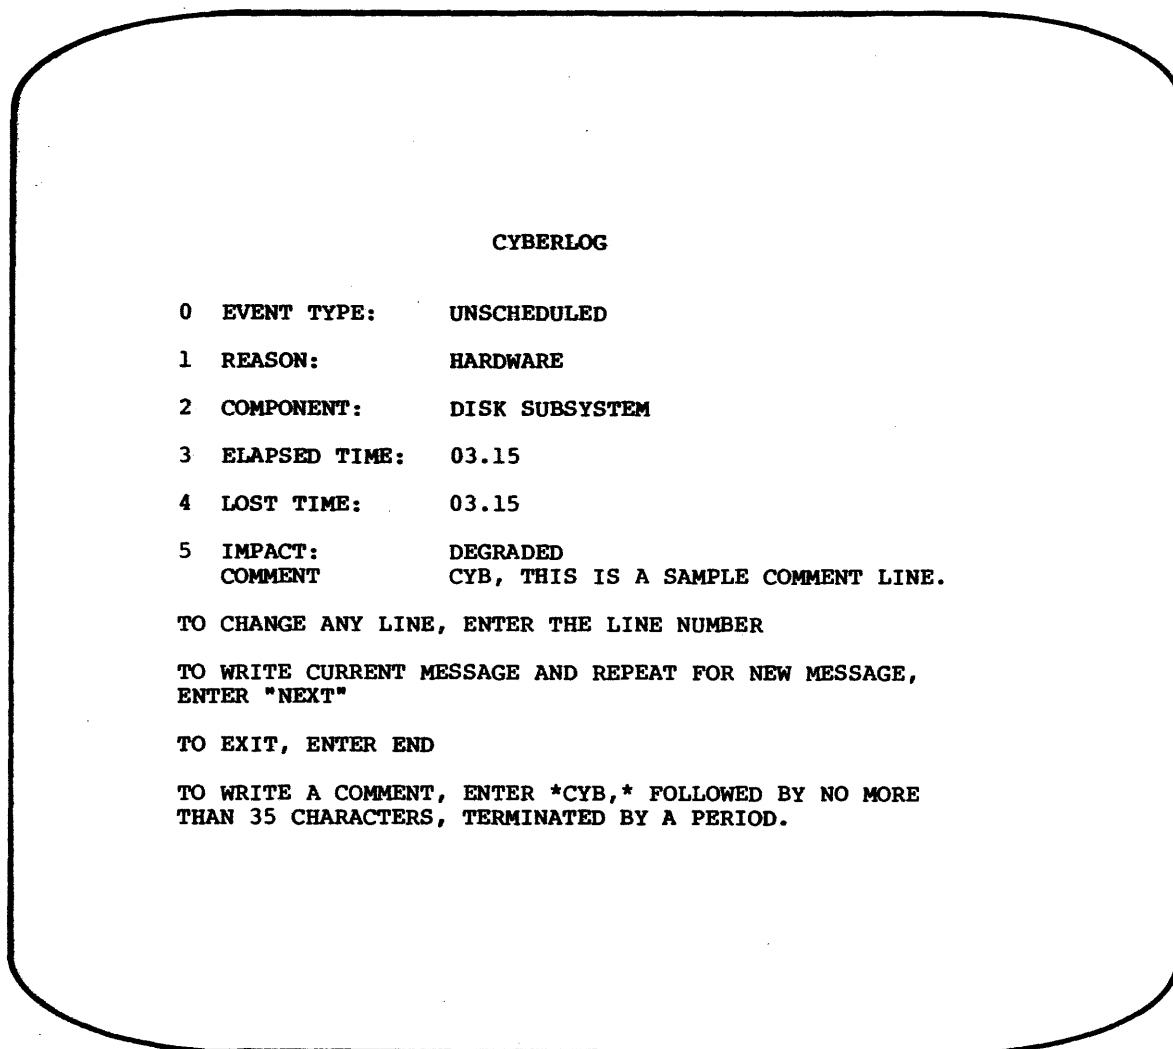 CYBERLOG
0 EVENT TYPE: UNSCHEDULED
1 REASON: HARDWARE
2 COMPONENT: DISK SUBSYSTEM
3 ELAPSED TIME: 03.15
4 LOST TIME: 03.15
5 IMPACT: DEGRADED
COMMENT CYB, THIS IS A SAMPLE COMMENT LINE.
TO CHANGE ANY LINE, ENTER THE LINE NUMBER
TO WRITE CURRENT MESSAGE AND REPEAT FOR NEW MESSAGE,
ENTER "NEXT"
TO EXIT, ENTER END
TO WRITE A COMMENT, ENTER *CYB,* FOLLOWED BY NO MORE
THAN 35 CHARACTERS, TERMINATED BY A PERIOD.